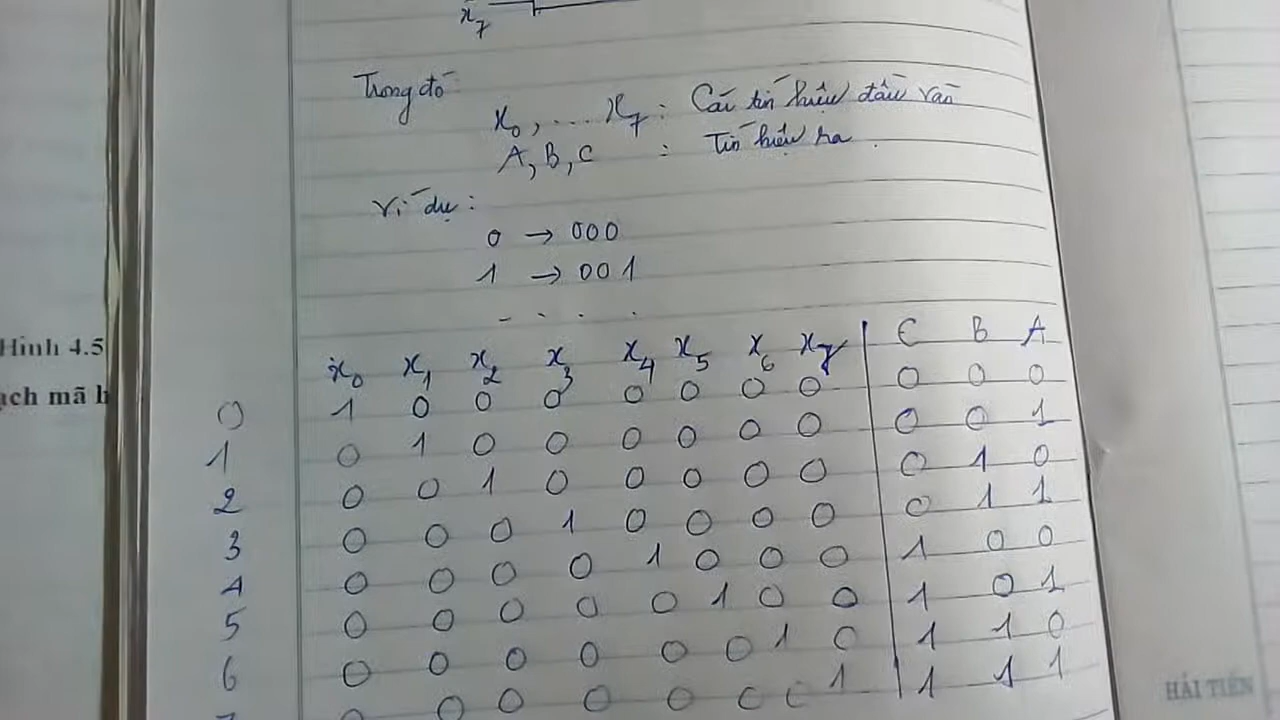 x7
Trong đó
x0, ... x7 : Các tín hiệu đầu vào
A, B, C : Tín hiệu ra.
Ví dụ :
0 → 000
1 → 001
- . . .
x0 x1 x2 x3 x4 x5 x6 x7 | C B A
0 1 0 0 0 0 0 0 0 | 0 0 0
1 0 1 0 0 0 0 0 0 | 0 0 1
2 0 0 1 0 0 0 0 0 | 0 1 0
3 0 0 0 1 0 0 0 0 | 0 1 1
4 0 0 0 0 1 0 0 0 | 1 0 0
5 0 0 0 0 0 1 0 0 | 1 0 1
6 0 0 0 0 0 0 1 0 | 1 1 0
7 0 0 0 0 0 0 0 1 | 1 1 1
Hình 4.5
ạch mã h
HẢI TIẾN